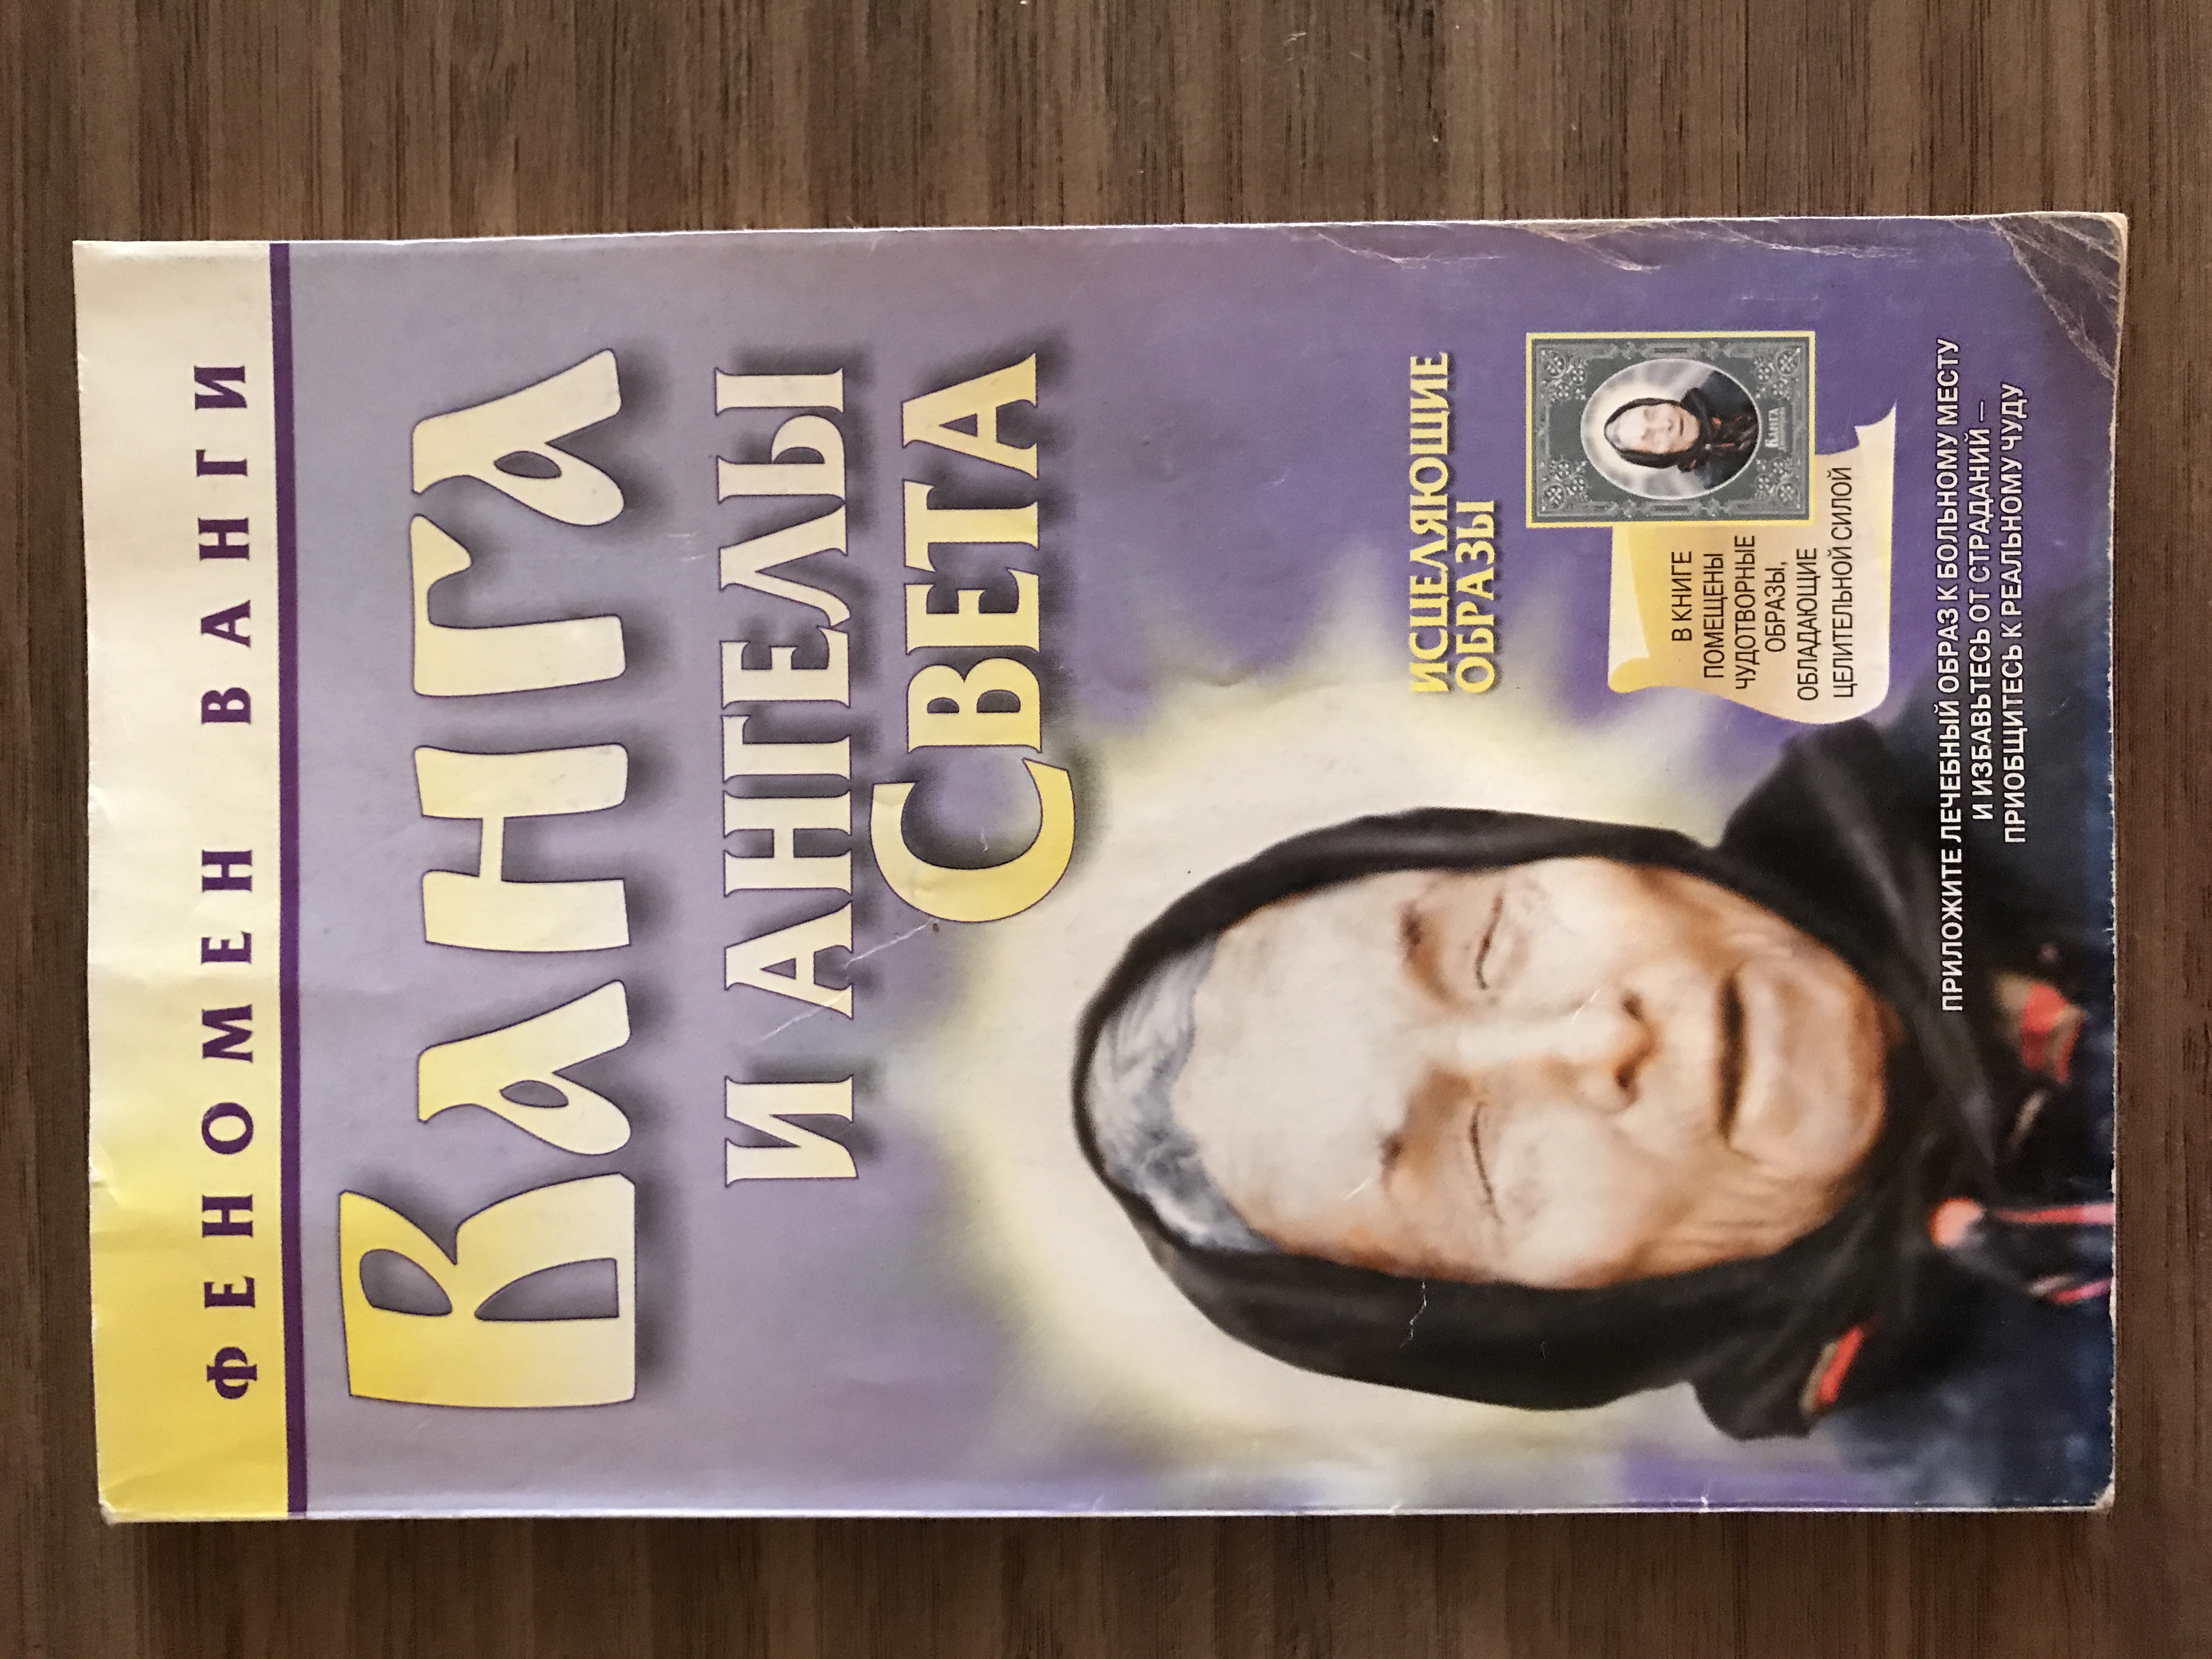 ФЕНОМЕН ВАНГИ
ВАНГА
И АНГЕЛЫ
СВЕТА
ИСЦЕЛЯЮЩИЕ
ОБРАЗЫ
ВАНГА
В КНИГЕ
ПОМЕЩЕНЫ
ЧУДОТВОРНЫЕ
ОБРАЗЫ,
ОБЛАДАЮЩИЕ
ЦЕЛИТЕЛЬНОЙ СИЛОЙ
ПРИЛОЖИТЕ ЛЕЧЕБНЫЙ ОБРАЗ К БОЛЬНОМУ МЕСТУ
И ИЗБАВЬТЕСЬ ОТ СТРАДАНИЙ –
ПРИОБЩИТЕСЬ К РЕАЛЬНОМУ ЧУДУ